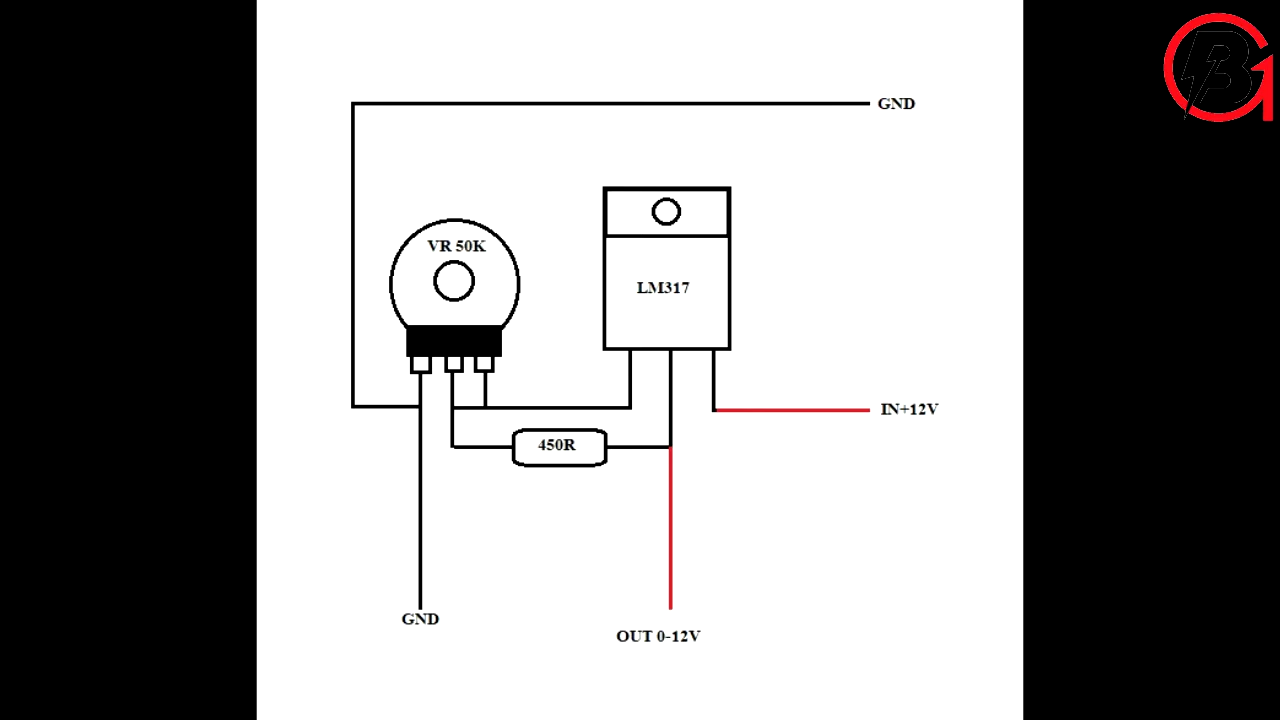 GND
VR 50K
LM317
IN+12V
450R
GND
OUT 0-12V